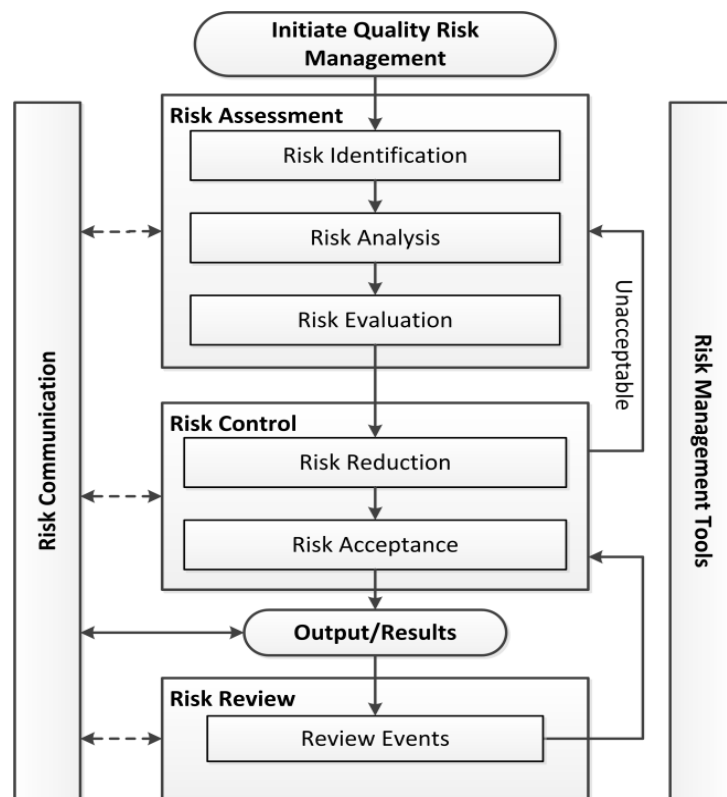 Initiate Quality Risk
Management
Risk Assessment
Risk Identification
Risk Analysis
Risk Evaluation
Unacceptable
Risk Communication
Risk Management Tools
Risk Control
Risk Reduction
Risk Acceptance
Output/Results
Risk Review
Review Events